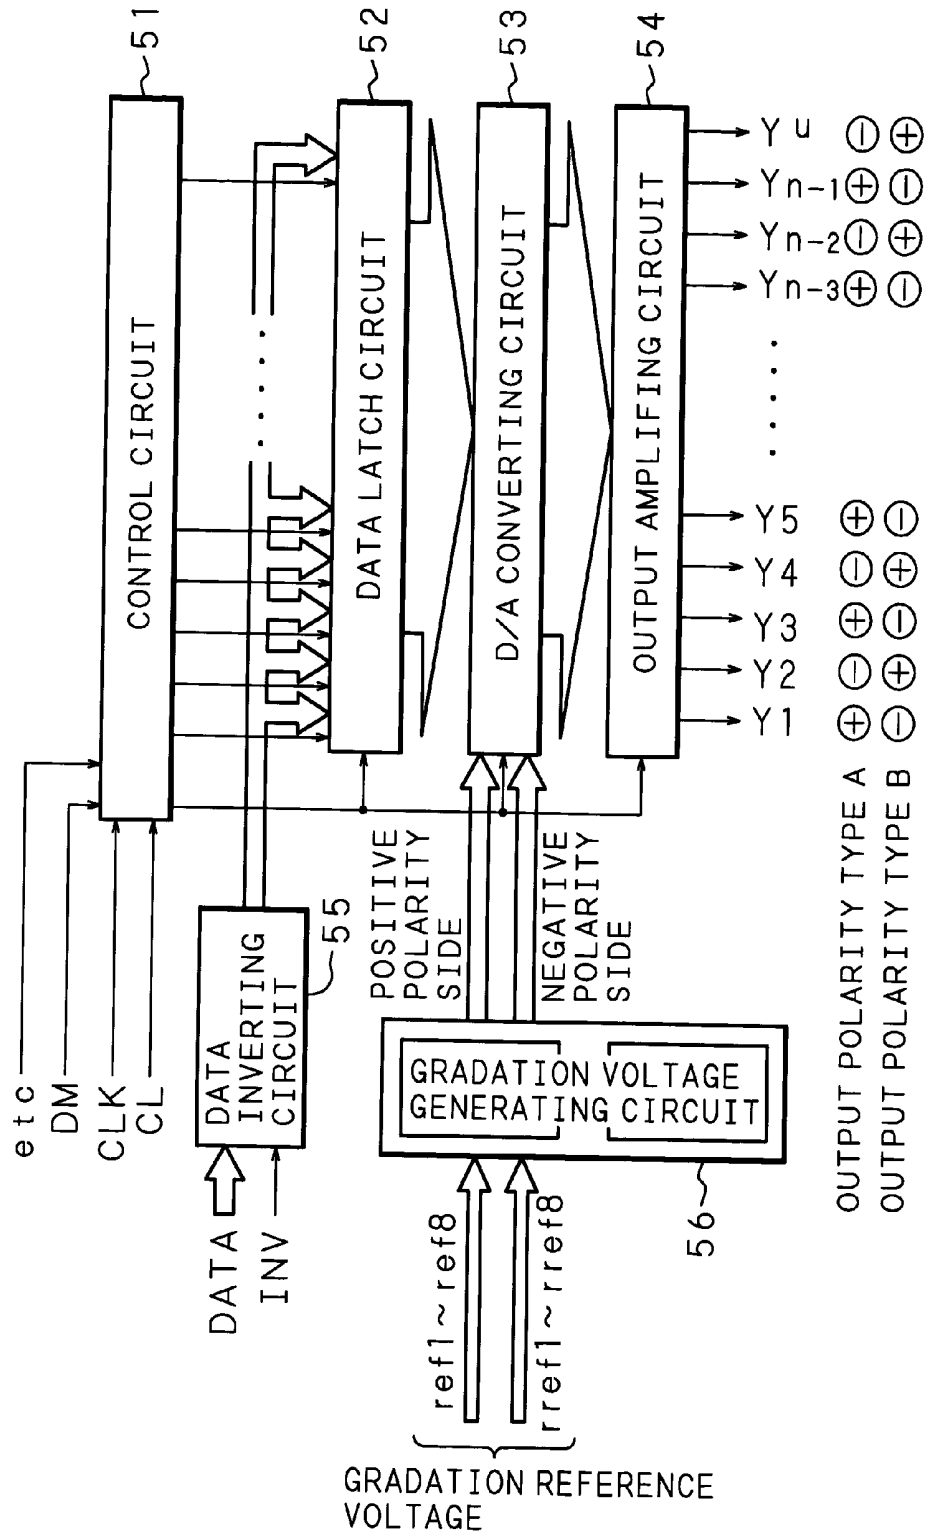 etc
DM
CLK
CL
CONTROL CIRCUIT
51
DATA
INV
DATA
INVERTING
CIRCUIT
55
DATA LATCH CIRCUIT
52
POSITIVE
POLARITY
SIDE
D/A CONVERTING CIRCUIT
53
NEGATIVE
POLARITY
SIDE
GRADATION VOLTAGE
GENERATING CIRCUIT
56
ref1~rref8
rref1~rref8
GRADATION REFERENCE
VOLTAGE
OUTPUT AMPLIFING CIRCUIT
54
Y1 Y2 Y3 Y4 Y5 ····· Yn-3 Yn-2 Yn-1 Yu
OUTPUT POLARITY TYPE A ⊕ ⊖ ⊕ ⊖ ⊕ ⊕ ⊖ ⊕ ⊖
OUTPUT POLARITY TYPE B ⊖ ⊕ ⊖ ⊕ ⊖ ⊖ ⊕ ⊖ ⊕